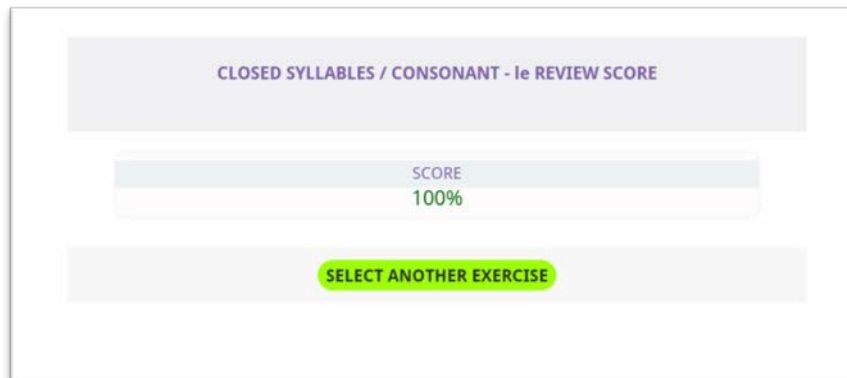 CLOSED SYLLABLES / CONSONANT - le REVIEW SCORE
SCORE
100%
SELECT ANOTHER EXERCISE